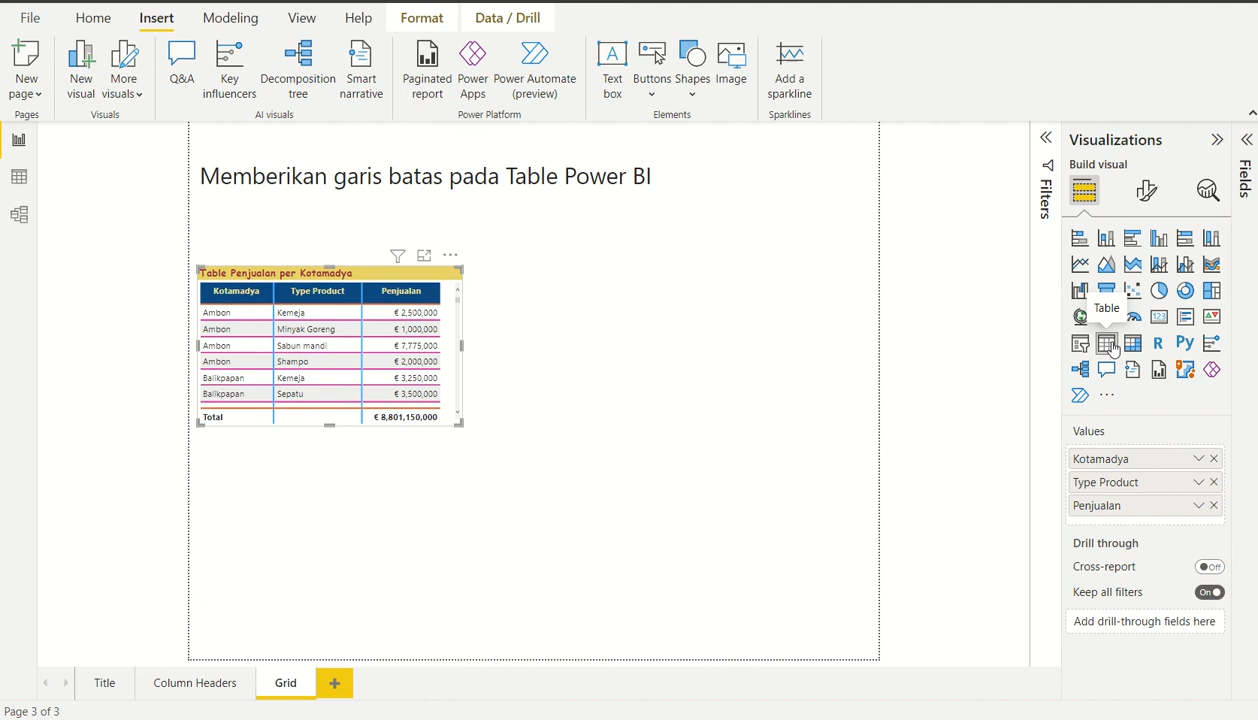 File Home Insert Modeling View Help Format Data / Drill
New page
New visual
More visuals
Q&A
Key influencers
Decomposition tree
Smart narrative
Paginated report
Power Apps
Power Automate (preview)
Text box
Buttons
Shapes
Image
Add a sparkline
Pages Visuals AI visuals Power Platform Elements Sparklines
Memberikan garis batas pada Table Power BI
Table Penjualan per Kotamadya
Kotamadya Type Product Penjualan
Ambon Kemeja € 2,500,000
Ambon Minyak Goreng € 1,000,000
Ambon Sabun mandi € 7,775,000
Ambon Shampo € 2,000,000
Balikpapan Kemeja € 3,250,000
Balikpapan Sepatu € 3,500,000
Total € 8,801,150,000
Filters
Visualizations
Build visual
Table
123
R Py
Values
Kotamadya
Type Product
Penjualan
Drill through
Cross-report Off
Keep all filters On
Add drill-through fields here
Fields
Title Column Headers Grid
Page 3 of 3